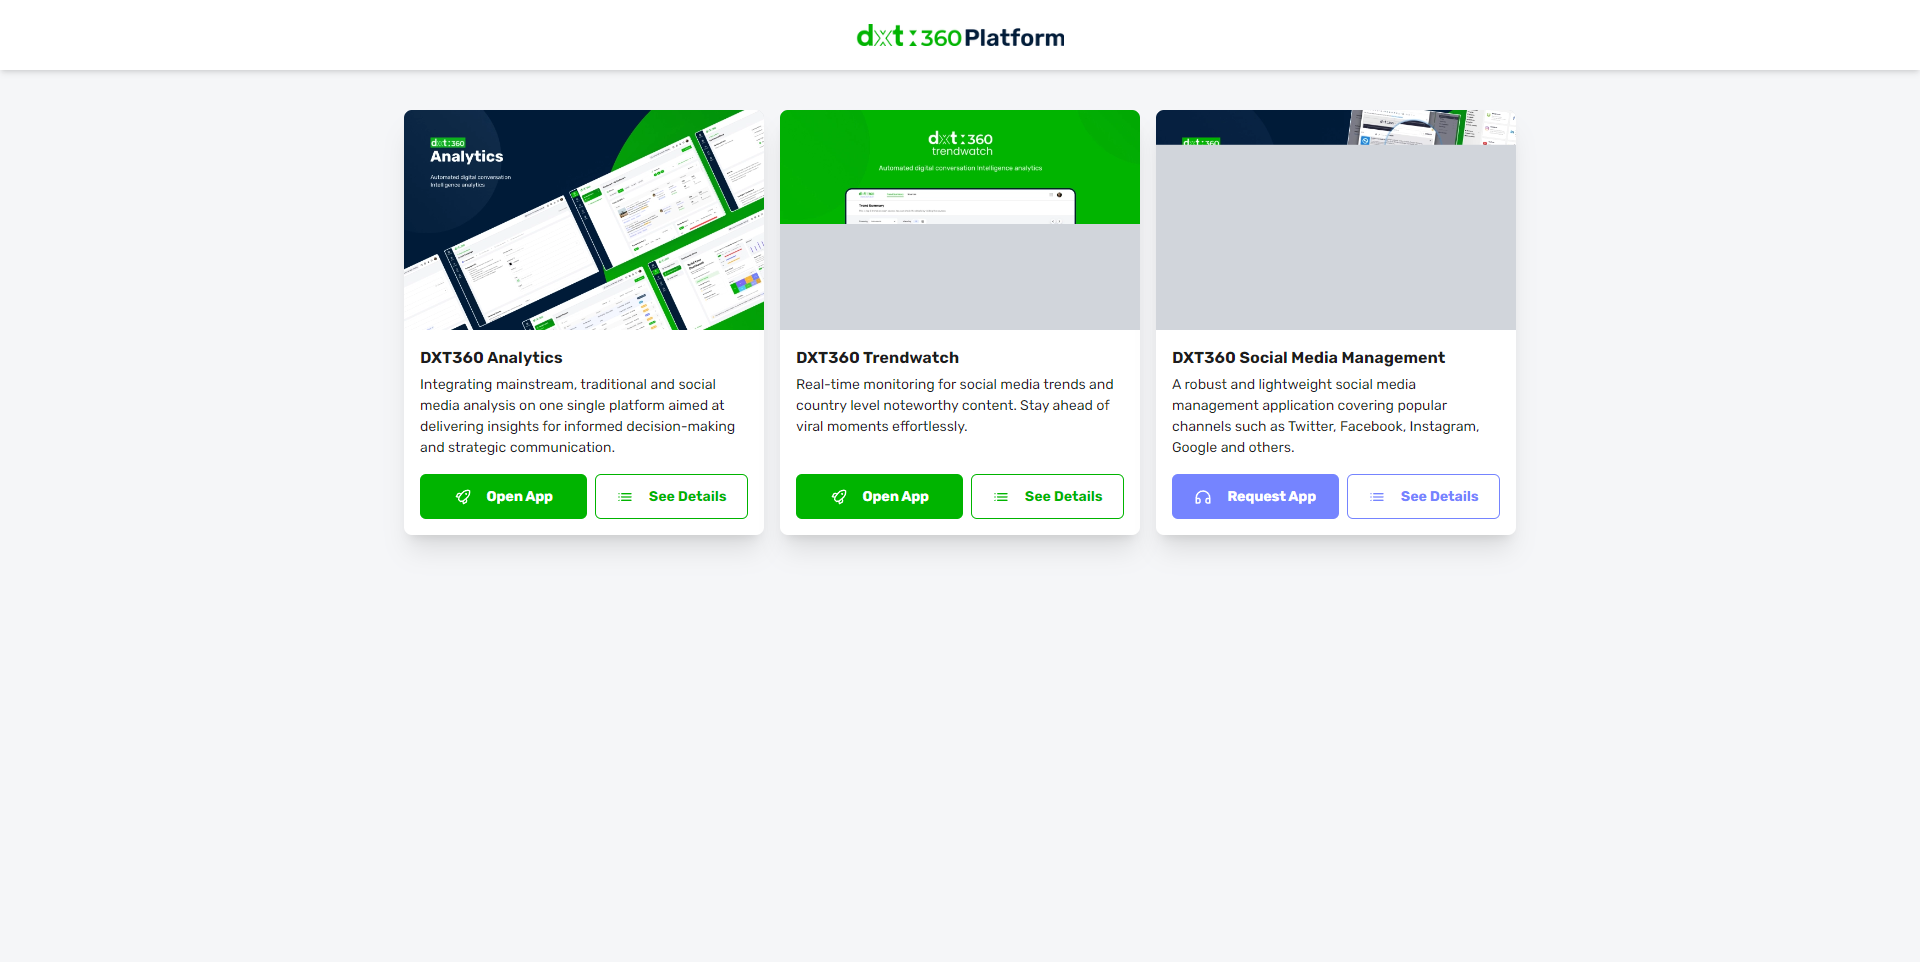 dxt:360 Platform
dxt:360
Analytics
Automated digital conversation
Intelligence analytics
dxt:360
trendwatch
Automated digital conversation Intelligence analytics
Trend Summary
dxt:360
DXT360 Analytics
Integrating mainstream, traditional and social
media analysis on one single platform aimed at
delivering insights for informed decision-making
and strategic communication.
Open App
See Details
DXT360 Trendwatch
Real-time monitoring for social media trends and
country level noteworthy content. Stay ahead of
viral moments effortlessly.
Open App
See Details
DXT360 Social Media Management
A robust and lightweight social media
management application covering popular
channels such as Twitter, Facebook, Instagram,
Google and others.
Request App
See Details